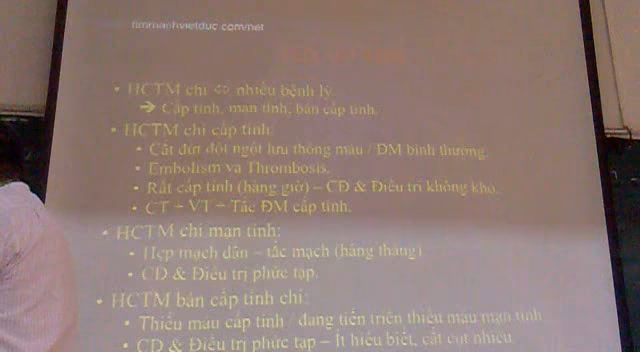 timmachvietduc.com/net
• HCTM chi ⇔ nhiều bệnh lý.
➔ Cấp tính, mạn tính, bán cấp tính.
• HCTM chi cấp tính:
• Cắt đứt đột ngột lưu thông máu / ĐM bình thường.
• Embolism và Thrombosis.
• Rất cấp tính (hàng giờ) – CĐ & Điều trị không khó.
• CT – VT – Tắc ĐM cấp tính.
• HCTM chi mạn tính:
• Hẹp mạch dần – tắc mạch (hàng tháng)
• CĐ & Điều trị phức tạp.
• HCTM bán cấp tính chi:
• Thiếu máu cấp tính / đang tiến triển thiếu máu mạn tính
• CĐ & Điều trị phức tạp – Ít hiểu biết, cắt cụt nhiều.